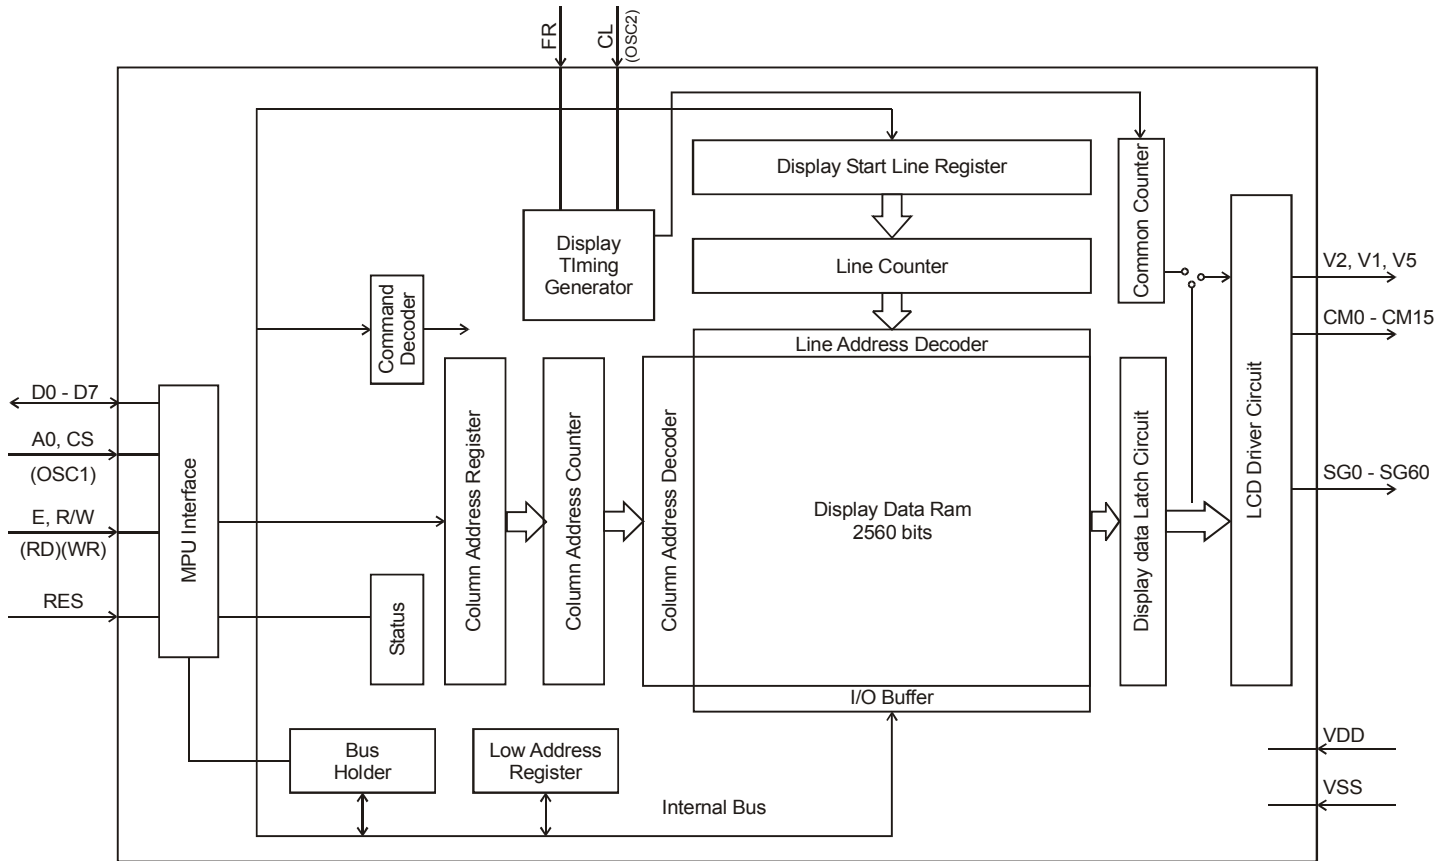 FR
CL
(OSC2)
Display Start Line Register
Common Counter
Display
TIming
Generator
Line Counter
V2, V1, V5
CM0 - CM15
Command
Decoder
Line Address Decoder
D0 - D7
A0, CS
(OSC1)
E, R/W
(RD)(WR)
RES
MPU Interface
Status
Column Address Register
Column Address Counter
Column Address Decoder
Display Data Ram
2560 bits
Display data Latch Circuit
LCD Driver Circuit
SG0 - SG60
I/O Buffer
Bus
Holder
Low Address
Register
Internal Bus
VDD
VSS